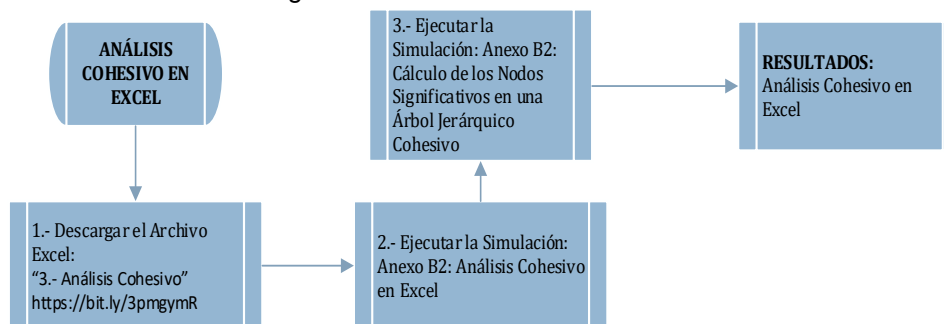 ANÁLISIS
COHESIVO EN
EXCEL
1.- Descargar el Archivo
Excel:
“3.- Análisis Cohesivo”
https://bit.ly/3pmgymR
2.- Ejecutar la Simulación:
Anexo B2: Análisis Cohesivo
en Excel
3.- Ejecutar la
Simulación: Anexo B2:
Cálculo de los Nodos
Significativos en una
Árbol Jerárquico
Cohesivo
RESULTADOS:
Análisis Cohesivo en
Excel